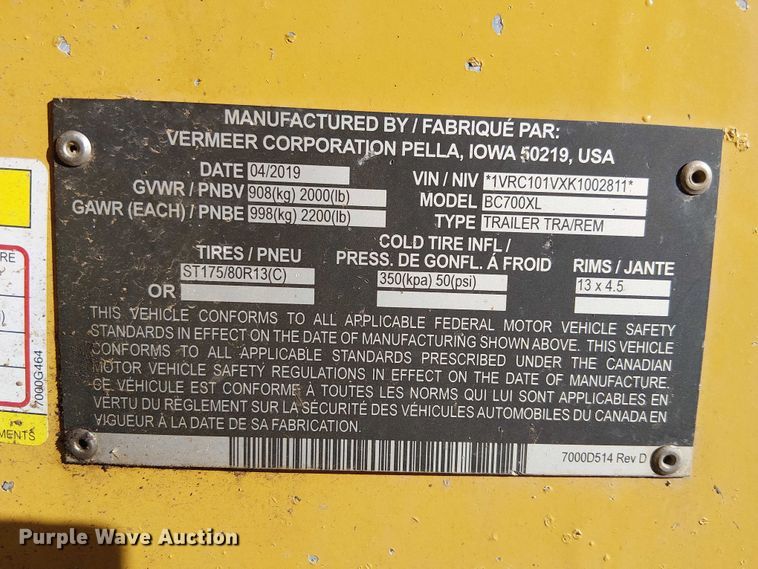 MANUFACTURED BY / FABRIQUÉ PAR:
VERMEER CORPORATION PELLA, IOWA 50219, USA
DATE 04/2019 VIN / NIV *1VRC101VXK1002811*
GVWR / PNBV 908(kg) 2000(lb) MODEL BC700XL
GAWR (EACH) / PNBE 998(kg) 2200(lb) TYPE TRAILER TRA/REM
TIRES / PNEU COLD TIRE INFL / PRESS. DE GONFL. Á FROID RIMS / JANTE
ST175/80R13(C) 350(kpa) 50(psi) 13 x 4.5
OR
THIS VEHICLE CONFORMS TO ALL APPLICABLE FEDERAL MOTOR VEHICLE SAFETY
STANDARDS IN EFFECT ON THE DATE OF MANUFACTURING SHOWN ABOVE. THIS VEHICLE
CONFORMS TO ALL APPLICABLE STANDARDS PRESCRIBED UNDER THE CANADIAN
MOTOR VEHICLE SAFETY REGULATIONS IN EFFECT ON THE DATE OF MANUFACTURE.
CE VÉHICULE EST CONFORME À TOUTES LES NORMS QUI LUI SONT APPLICABLES EN
VERTU DU RÈGLEMENT SUR LA SÉCURITÉ DES VÉHICULES AUTOMOBILES DU CANADA EN
VIGUEUR À LA DATE DE SA FABRICATION.
7000D514 Rev D
RE
7000G464
MENTS
Purple Wave Auction